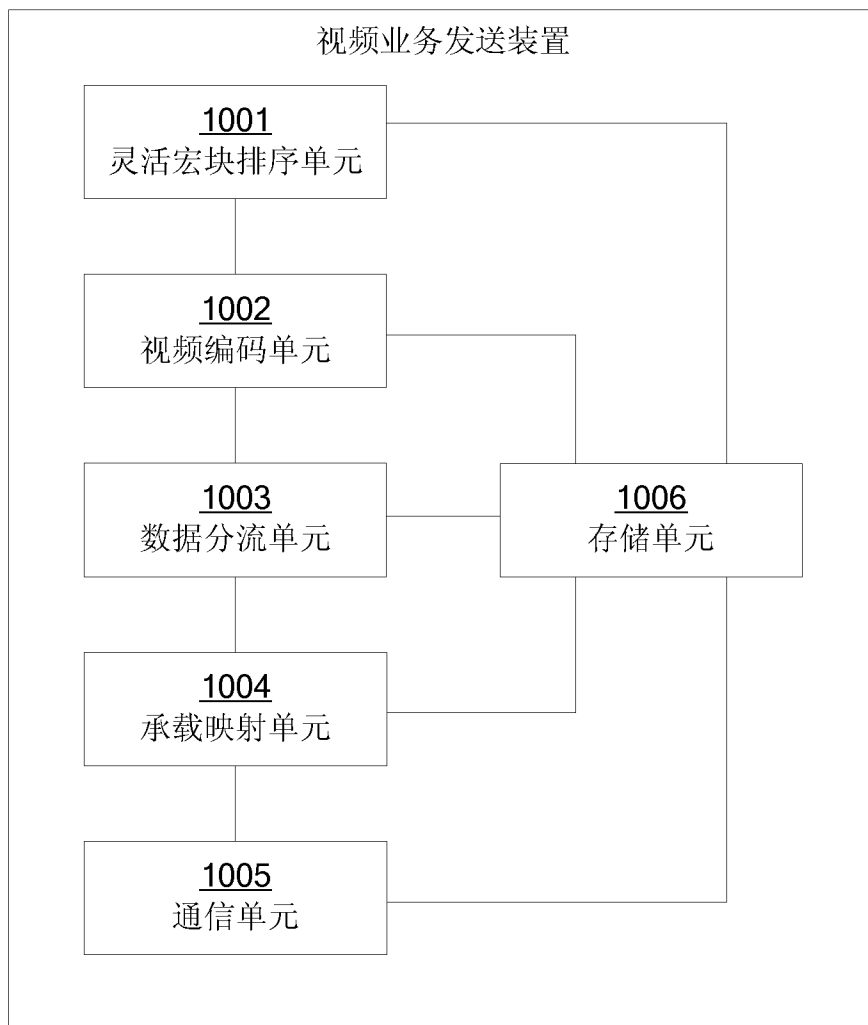 视频业务发送装置
1001
灵活宏块排序单元
1002
视频编码单元
1003
数据分流单元
1006
存储单元
1004
承载映射单元
1005
通信单元